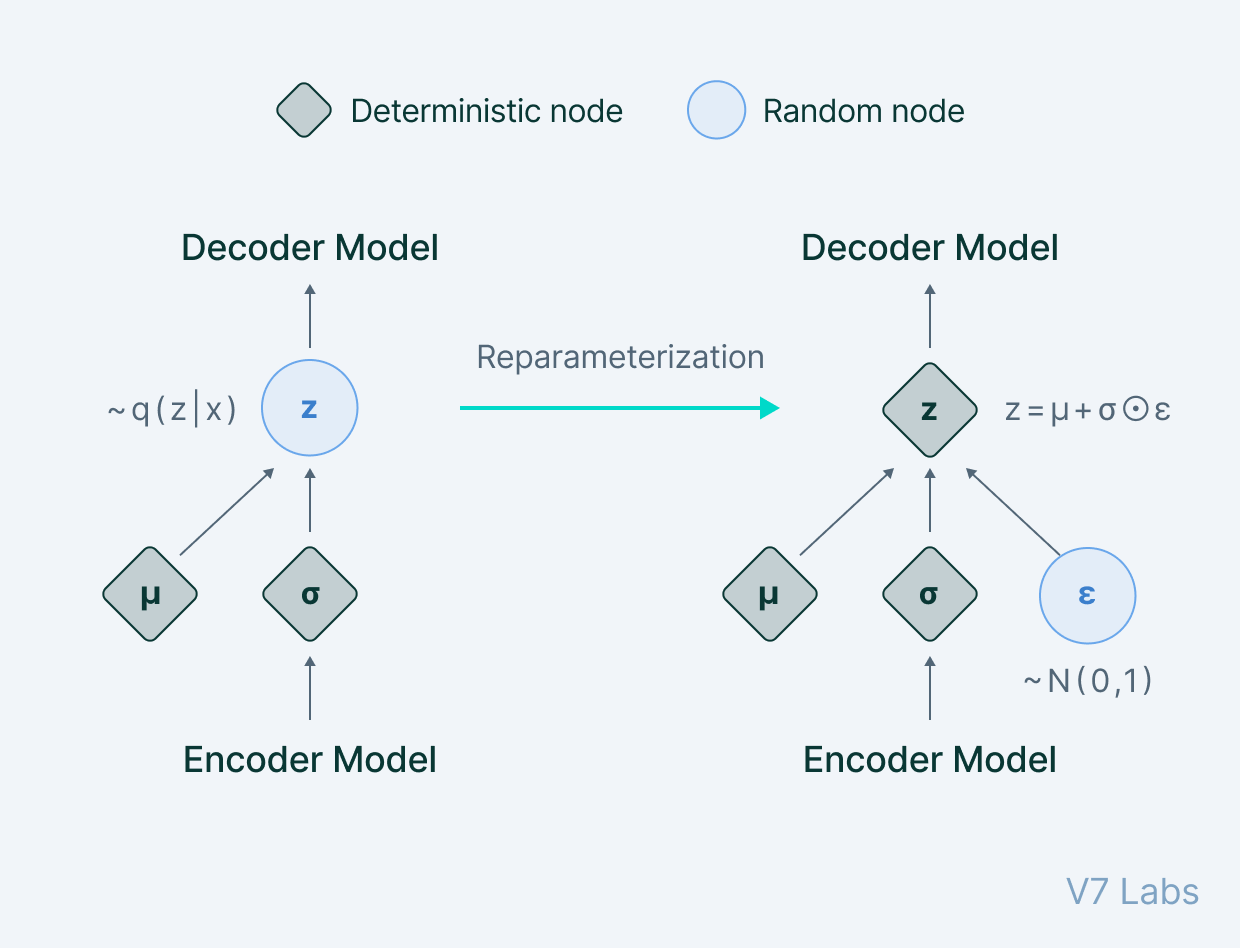 Deterministic node
Random node
Decoder Model
Decoder Model
Reparameterization
~q(z|x)
z
z
z=μ+σ⊙ε
μ
σ
μ
σ
ε
~N(0,1)
Encoder Model
Encoder Model
V7 Labs